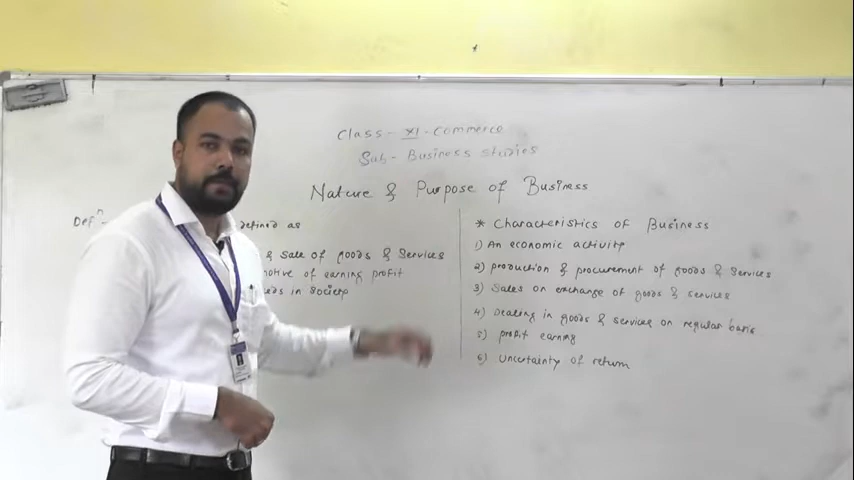 Class - XI - Commerce
Sub - Business Studies
Nature & Purpose of Business
Defⁿ -
defined as
& Sale of goods & Services
motive of earning profit
in Society
* Characteristics of Business
1) An economic activity
2) production & procurement of goods & services
3) Sales on exchange of goods & services
4) Dealing in goods & services on regular basis
5) profit earning
6) Uncertainty of return